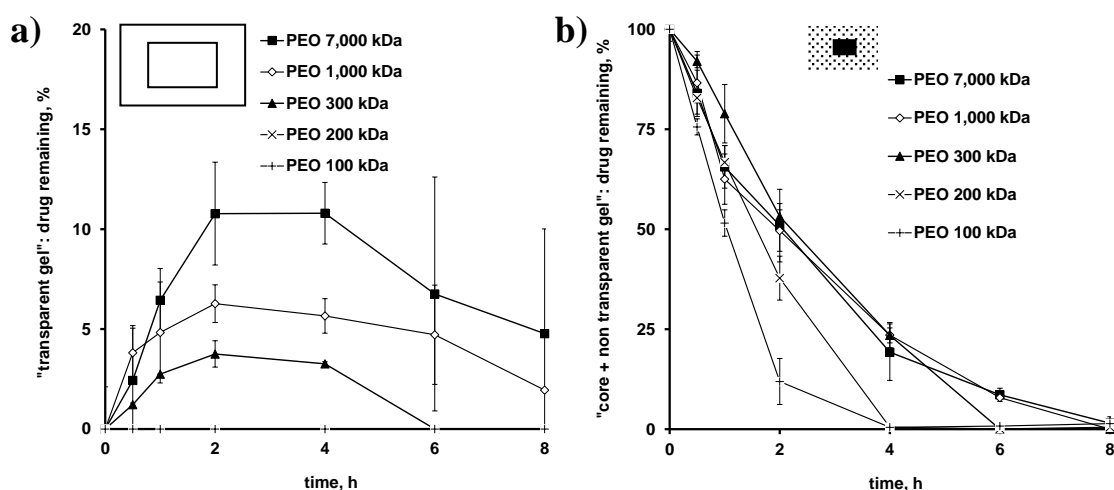 a)
"transparent gel": drug remaining, %
20
15
10
5
0
0 2 4 6 8
time, h
PEO 7,000 kDa
PEO 1,000 kDa
PEO 300 kDa
PEO 200 kDa
PEO 100 kDa
b)
"core + non transparent gel": drug remaining, %
100
75
50
25
0
0 2 4 6 8
time, h
PEO 7,000 kDa
PEO 1,000 kDa
PEO 300 kDa
PEO 200 kDa
PEO 100 kDa